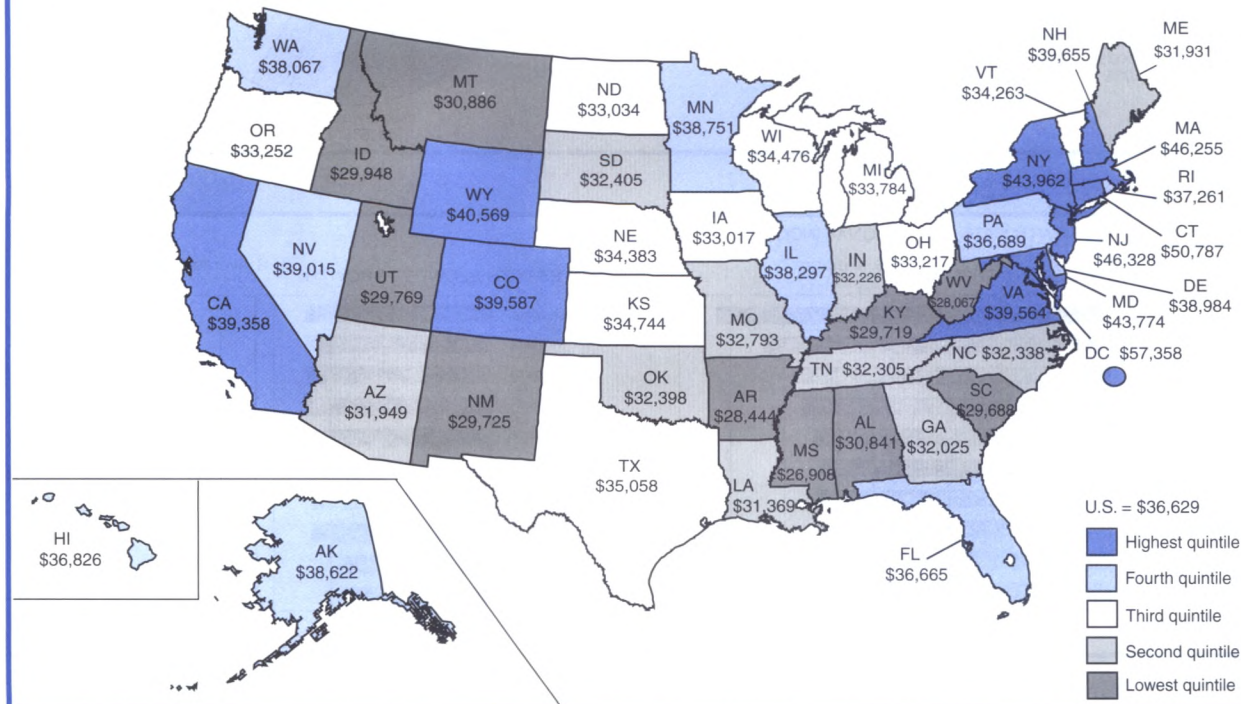 WA
$38,067
MT
$30,886
ND
$33,034
MN
$38,751
NH
$39,655
ME
$31,931
VT
$34,263
OR
$33,252
ID
$29,948
WY
$40,569
SD
$32,405
WI
$34,476
MI
$33,784
NY
$43,962
MA
$46,255
RI
$37,261
CT
$50,787
NV
$39,015
UT
$29,769
CO
$39,587
NE
$34,383
IA
$33,017
IL
$38,297
IN
$32,226
OH
$33,217
PA
$36,689
NJ
$46,328
DE
$38,984
CA
$39,358
KS
$34,744
MO
$32,793
KY
$29,719
WV
$28,067
VA
$39,564
MD
$43,774
DC $57,358
AZ
$31,949
NM
$29,725
OK
$32,398
AR
$28,444
TN $32,305
NC $32,338
SC
$29,688
MS
$26,908
AL
$30,841
GA
$32,025
TX
$35,058
LA
$31,369
FL
$36,665
HI
$36,826
AK
$38,622
U.S. = $36,629
Highest quintile
Fourth quintile
Third quintile
Second quintile
Lowest quintile